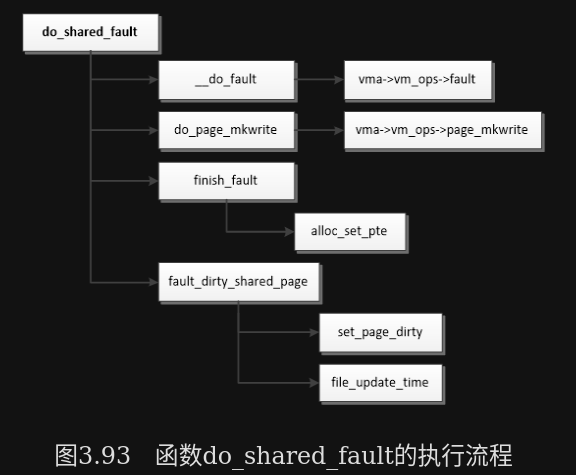 do_shared_fault
__do_fault
vma->vm_ops->fault
do_page_mkwrite
vma->vm_ops->page_mkwrite
finish_fault
alloc_set_pte
fault_dirty_shared_page
set_page_dirty
file_update_time
图3.93 函数do_shared_fault的执行流程